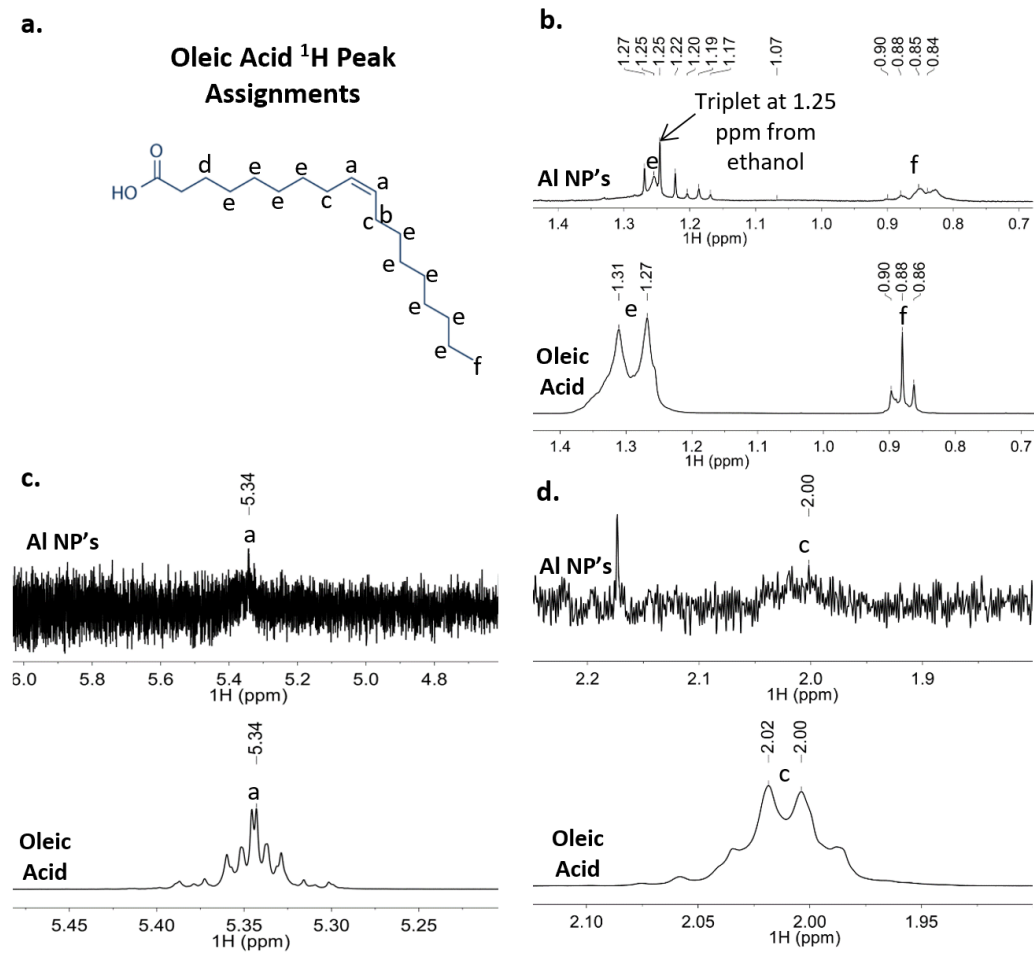 a.
Oleic Acid ¹H Peak
Assignments
O
HO
d
e
e
e
e
e
c
a
a
b
c
e
e
e
e
e
e
f
b.
1.27
1.25
1.25
1.22
1.20
1.19
1.17
1.07
0.90
0.88
0.85
0.84
Triplet at 1.25
ppm from
ethanol
e
f
Al NP's
1.4 1.3 1.2 1.1 1.0 0.9 0.8 0.7
1H (ppm)
1.31
1.27
0.90
0.88
0.86
e
f
Oleic
Acid
1.4 1.3 1.2 1.1 1.0 0.9 0.8 0.7
1H (ppm)
c.
5.34
a
Al NP's
6.0 5.8 5.6 5.4 5.2 5.0 4.8
1H (ppm)
5.34
a
Oleic
Acid
5.45 5.40 5.35 5.30 5.25
1H (ppm)
d.
2.00
c
Al NP's
2.2 2.1 2.0 1.9
1H (ppm)
2.02
2.00
c
Oleic
Acid
2.10 2.05 2.00 1.95
1H (ppm)